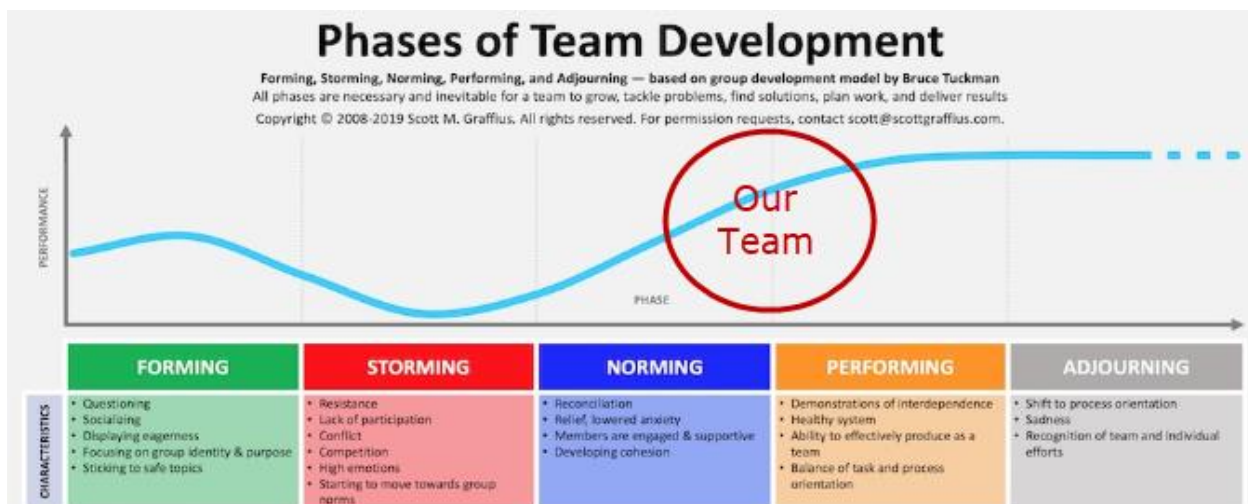 Phases of Team Development
Forming, Storming, Norming, Performing, and Adjourning — based on group development model by Bruce Tuckman
All phases are necessary and inevitable for a team to grow, tackle problems, find solutions, plan work, and deliver results
Copyright © 2008-2019 Scott M. Graffius. All rights reserved. For permission requests, contact scott@scottgraffius.com.
PERFORMANCE
Our
Team
PHASE
FORMING
STORMING
NORMING
PERFORMING
ADJOURNING
CHARACTERISTICS
• Questioning
• Socializing
• Displaying eagerness
• Focusing on group identity & purpose
• Sticking to safe topics
• Resistance
• Lack of participation
• Conflict
• Competition
• High emotions
• Starting to move towards group
norms
• Reconciliation
• Relief, lowered anxiety
• Members are engaged & supportive
• Developing cohesion
• Demonstrations of interdependence
• Healthy system
• Ability to effectively produce as a
team
• Balance of task and process
orientation
• Shift to process orientation
• Sadness
• Recognition of team and individual
efforts